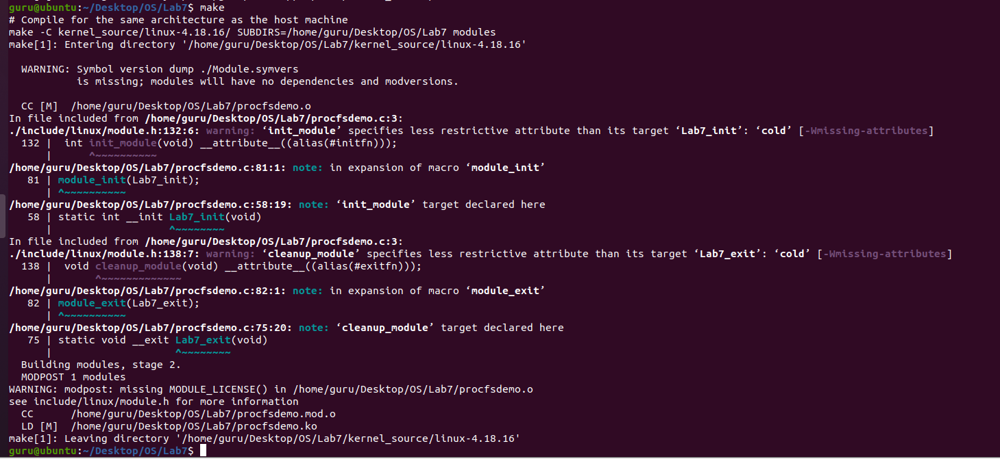 guru@ubuntu:~/Desktop/OS/Lab7$ make
# Compile for the same architecture as the host machine
make -C kernel_source/linux-4.18.16/ SUBDIRS=/home/guru/Desktop/OS/Lab7 modules
make[1]: Entering directory '/home/guru/Desktop/OS/Lab7/kernel_source/linux-4.18.16'
  WARNING: Symbol version dump ./Module.symvers
           is missing; modules will have no dependencies and modversions.
  CC [M]  /home/guru/Desktop/OS/Lab7/procfsdemo.o
In file included from /home/guru/Desktop/OS/Lab7/procfsdemo.c:3:
./include/linux/module.h:132:6: warning: ‘init_module’ specifies less restrictive attribute than its target ‘Lab7_init’: ‘cold’ [-Wmissing-attributes]
  132 |  int init_module(void) __attribute__((alias(#initfn)));
      |      ^~~~~~~~~~~
/home/guru/Desktop/OS/Lab7/procfsdemo.c:81:1: note: in expansion of macro ‘module_init’
   81 | module_init(Lab7_init);
      | ^~~~~~~~~~~
/home/guru/Desktop/OS/Lab7/procfsdemo.c:58:19: note: ‘init_module’ target declared here
   58 | static int __init Lab7_init(void)
      |                   ^~~~~~~~~
In file included from /home/guru/Desktop/OS/Lab7/procfsdemo.c:3:
./include/linux/module.h:138:7: warning: ‘cleanup_module’ specifies less restrictive attribute than its target ‘Lab7_exit’: ‘cold’ [-Wmissing-attributes]
  138 |  void cleanup_module(void) __attribute__((alias(#exitfn)));
      |       ^~~~~~~~~~~~~~
/home/guru/Desktop/OS/Lab7/procfsdemo.c:82:1: note: in expansion of macro ‘module_exit’
   82 | module_exit(Lab7_exit);
      | ^~~~~~~~~~~
/home/guru/Desktop/OS/Lab7/procfsdemo.c:75:20: note: ‘cleanup_module’ target declared here
   75 | static void __exit Lab7_exit(void)
      |                    ^~~~~~~~~
  Building modules, stage 2.
  MODPOST 1 modules
WARNING: modpost: missing MODULE_LICENSE() in /home/guru/Desktop/OS/Lab7/procfsdemo.o
see include/linux/module.h for more information
  CC      /home/guru/Desktop/OS/Lab7/procfsdemo.mod.o
  LD [M]  /home/guru/Desktop/OS/Lab7/procfsdemo.ko
make[1]: Leaving directory '/home/guru/Desktop/OS/Lab7/kernel_source/linux-4.18.16'
guru@ubuntu:~/Desktop/OS/Lab7$